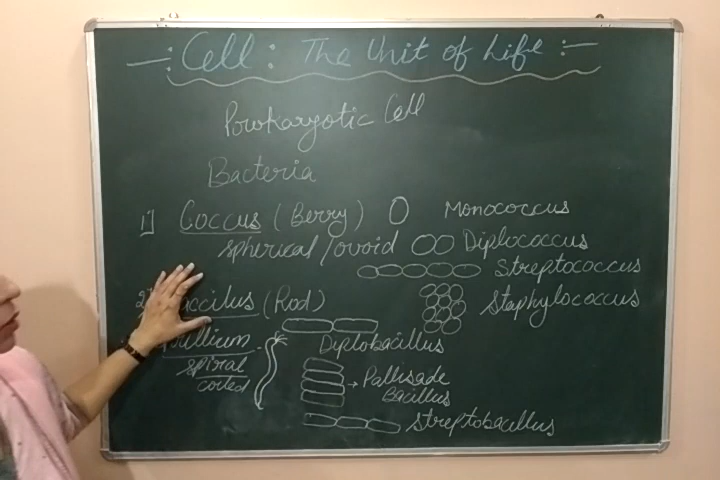 —: Cell: The Unit of Life :—
Prokaryotic Cell
Bacteria
1] Coccus (Berry) Monococcus
spherical/ovoid Diplococcus
Streptococcus
Staphylococcus
(Rod)
Diplobacillus
spiral
coiled
→ Pallisade
Bacillus
Streptobacillus